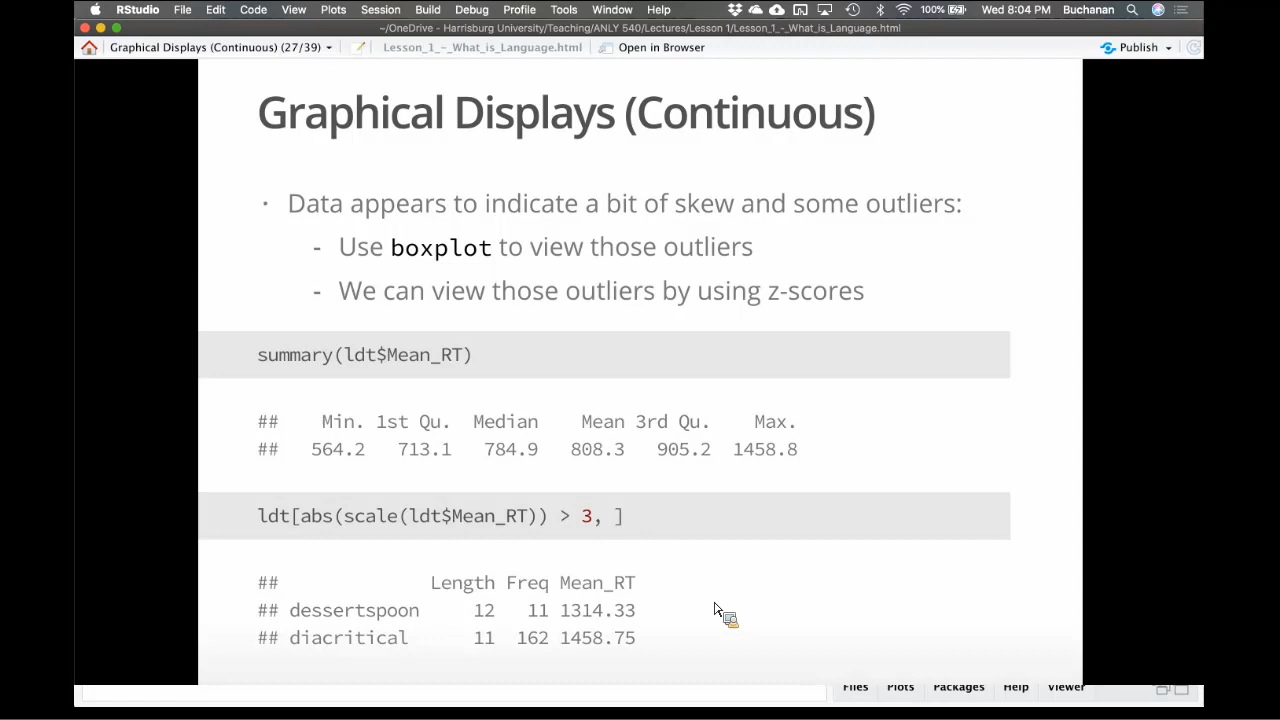 RStudio File Edit Code View Plots Session Build Debug Profile Tools Window Help 100% Wed 8:04 PM Buchanan
~/OneDrive - Harrisburg University/Teaching/ANLY 540/Lectures/Lesson 1/Lesson_1_-_What_is_Language.html
Graphical Displays (Continuous) (27/39) Lesson_1_-_What_is_Language.html Open in Browser Publish
Graphical Displays (Continuous)
· Data appears to indicate a bit of skew and some outliers:
- Use boxplot to view those outliers
- We can view those outliers by using z-scores
summary(ldt$Mean_RT)
## Min. 1st Qu. Median Mean 3rd Qu. Max.
## 564.2 713.1 784.9 808.3 905.2 1458.8
ldt[abs(scale(ldt$Mean_RT)) > 3, ]
## Length Freq Mean_RT
## dessertspoon 12 11 1314.33
## diacritical 11 162 1458.75
Files Plots Packages Help Viewer